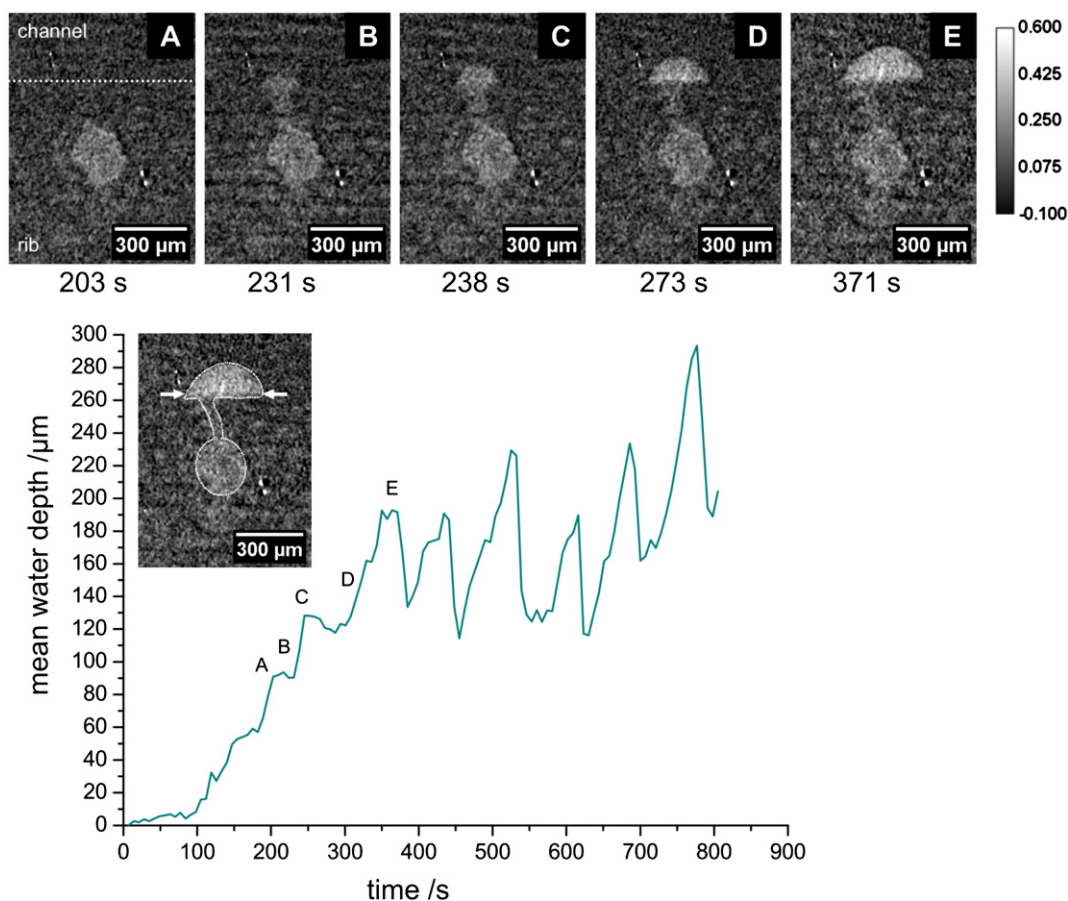 channel
A
B
C
D
E
rib
300 µm
300 µm
300 µm
300 µm
300 µm
0.600
0.425
0.250
0.075
-0.100
203 s
231 s
238 s
273 s
371 s
300
280
260
240
220
200
180
160
140
120
100
80
60
40
20
0
mean water depth /µm
300 µm
A
B
C
D
E
0
100
200
300
400
500
600
700
800
900
time /s